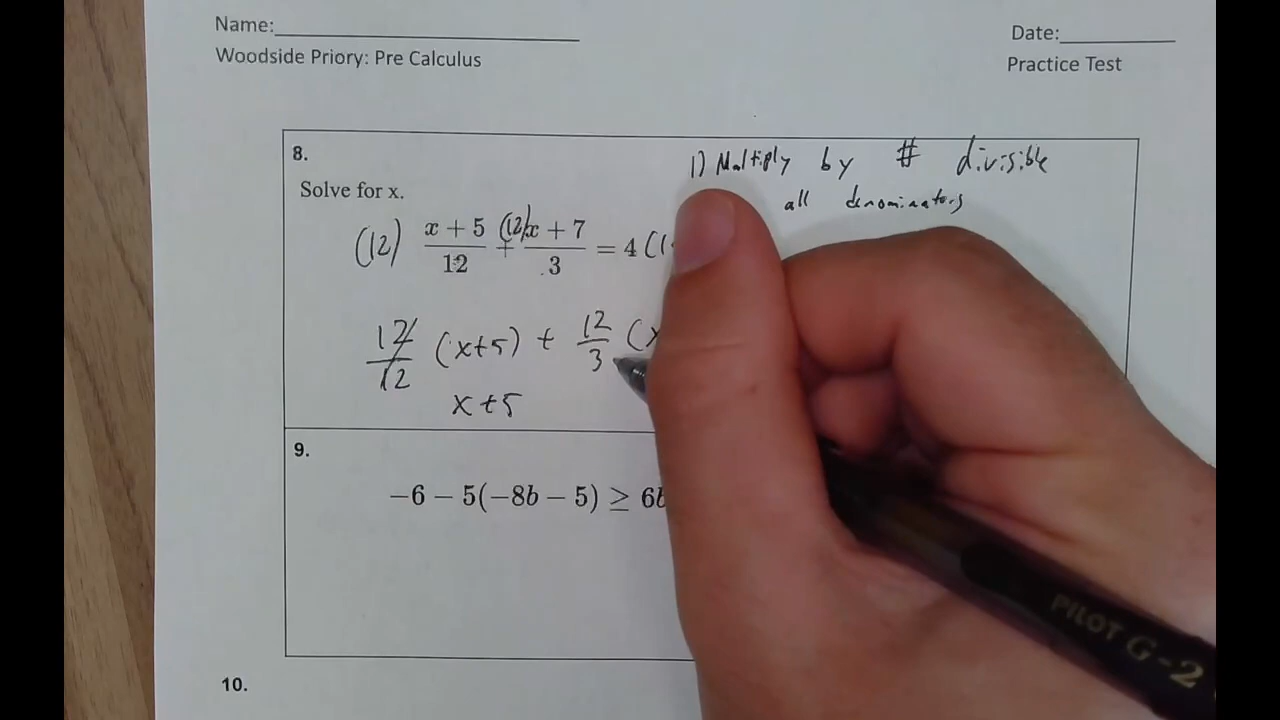 Name:________________
Date:________
Woodside Priory: Pre Calculus
Practice Test
8.
1) Multiply by # divisible
all denominators
Solve for x.
(12) x + 5 / 12 + (12) x + 7 / 3 = 4 (1
12/12 (x+5) + 12/3 (x
x+5
9.
−6 − 5(−8b − 5) ≥ 6b
10.
PILOT G-2